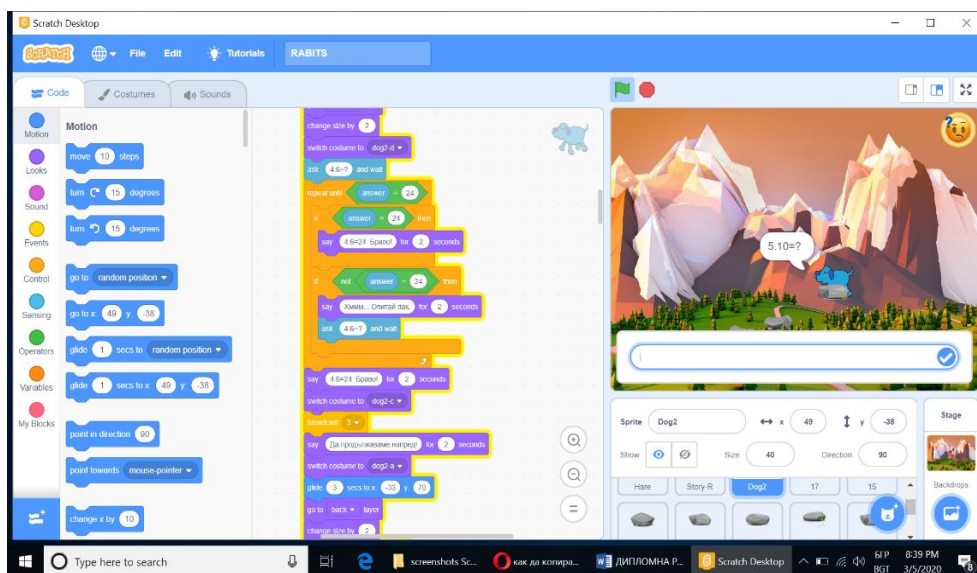 Scratch Desktop
SCRATCH File Edit Tutorials RABITS
Code Costumes Sounds
Motion
Looks
Sound
Events
Control
Sensing
Operators
Variables
My Blocks
Motion
move 10 steps
turn 15 degrees
turn 15 degrees
go to random position
go to x: 49 y: -38
glide 1 secs to random position
glide 1 secs to x: 49 y: -38
point in direction 90
point towards mouse-pointer
change x by 10
change size by 2
switch costume to dog2-d
ask 4.6=? and wait
repeat until answer = 24
if answer = 24 then
say 4.6=24 Браво! for 2 seconds
if not answer = 24 then
say Хммм... Опитай пак. for 2 seconds
ask 4.6=? and wait
say 4.6=24 Браво! for 2 seconds
switch costume to dog2-c
broadcast 3
say Да продължаваме напред! for 2 seconds
switch costume to dog2-a
glide 3 secs to x: -33 y: 70
go to back layer
change size by 2
5.10=?
Sprite Dog2 x 49 y -38
Show Size 40 Direction 90
Hare Story-R Dog2 17 15
Stage
Backdrops
Type here to search
screenshots Sc...
как да копира...
ДИПЛОМНА Р...
Scratch Desktop
БГР
BGT
8:39 PM
3/5/2020
8